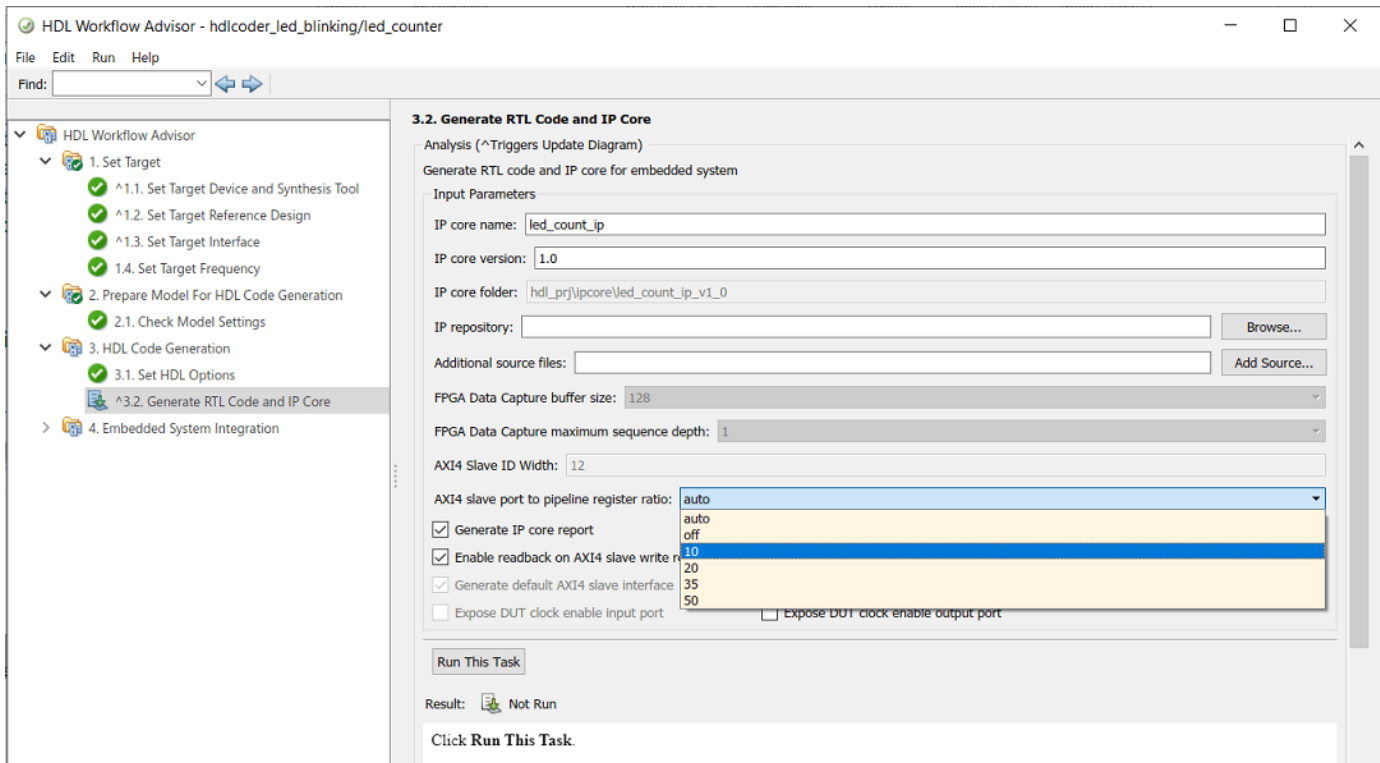 HDL Workflow Advisor - hdlcoder_led_blinking/led_counter
File Edit Run Help
Find:
HDL Workflow Advisor
1. Set Target
^1.1. Set Target Device and Synthesis Tool
^1.2. Set Target Reference Design
^1.3. Set Target Interface
1.4. Set Target Frequency
2. Prepare Model For HDL Code Generation
2.1. Check Model Settings
3. HDL Code Generation
3.1. Set HDL Options
^3.2. Generate RTL Code and IP Core
4. Embedded System Integration
3.2. Generate RTL Code and IP Core
Analysis (^Triggers Update Diagram)
Generate RTL code and IP core for embedded system
Input Parameters
IP core name: led_count_ip
IP core version: 1.0
IP core folder: hdl_prj\ipcore\led_count_ip_v1_0
IP repository: Browse...
Additional source files: Add Source...
FPGA Data Capture buffer size: 128
FPGA Data Capture maximum sequence depth: 1
AXI4 Slave ID Width: 12
AXI4 slave port to pipeline register ratio: auto
auto
off
10
20
35
50
Generate IP core report
Enable readback on AXI4 slave write
Generate default AXI4 slave interface
Expose DUT clock enable input port Expose DUT clock enable output port
Run This Task
Result: Not Run
Click Run This Task.